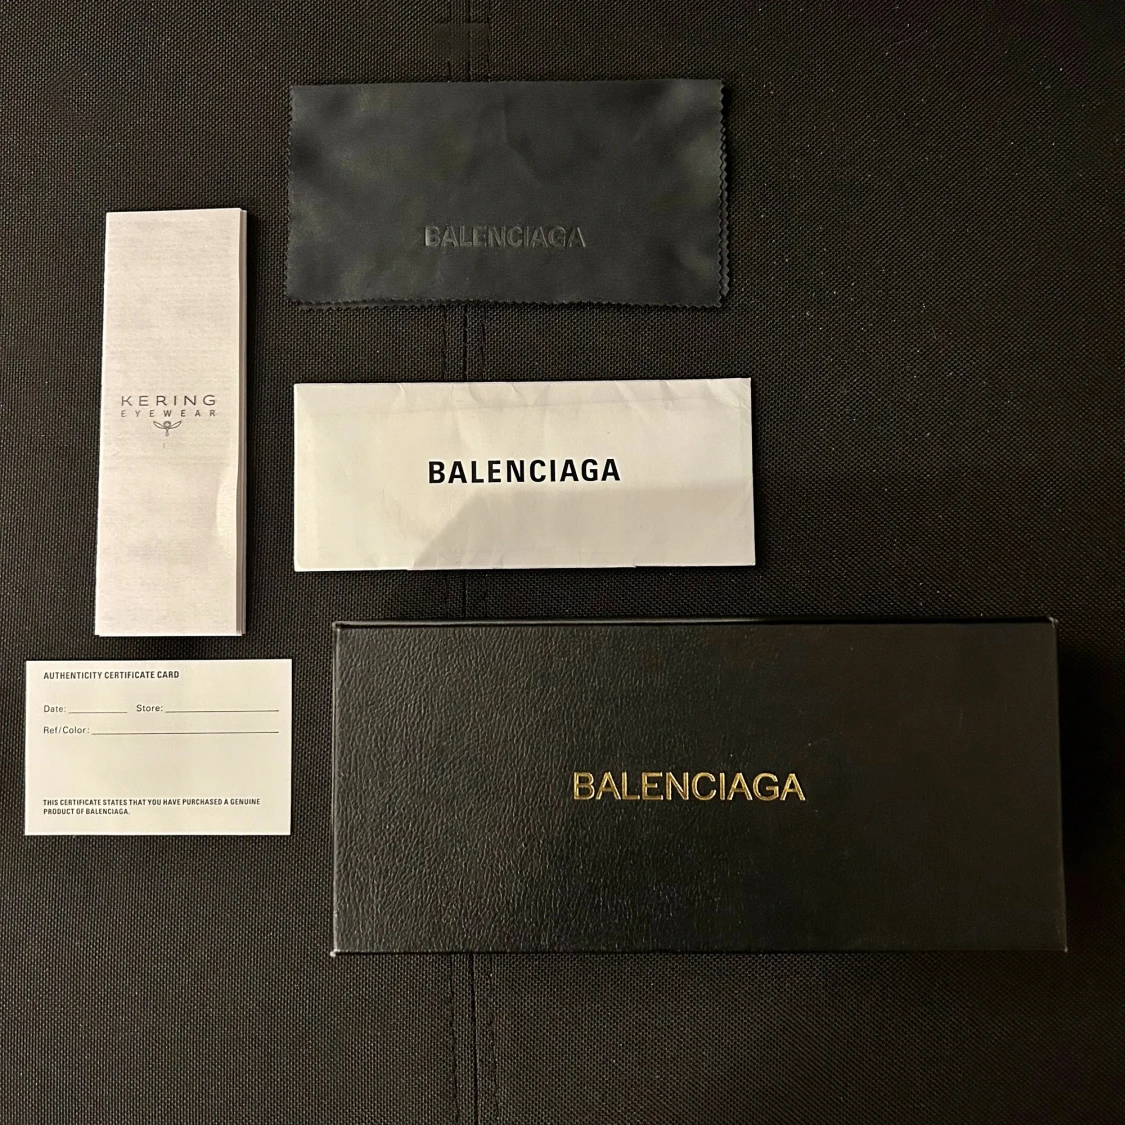 BALENCIAGA
KERING
EYEWEAR
BALENCIAGA
AUTHENTICITY CERTIFICATE CARD
Date: Store:
Ref/Color:
THIS CERTIFICATE STATES THAT YOU HAVE PURCHASED A GENUINE
PRODUCT OF BALENCIAGA.
BALENCIAGA